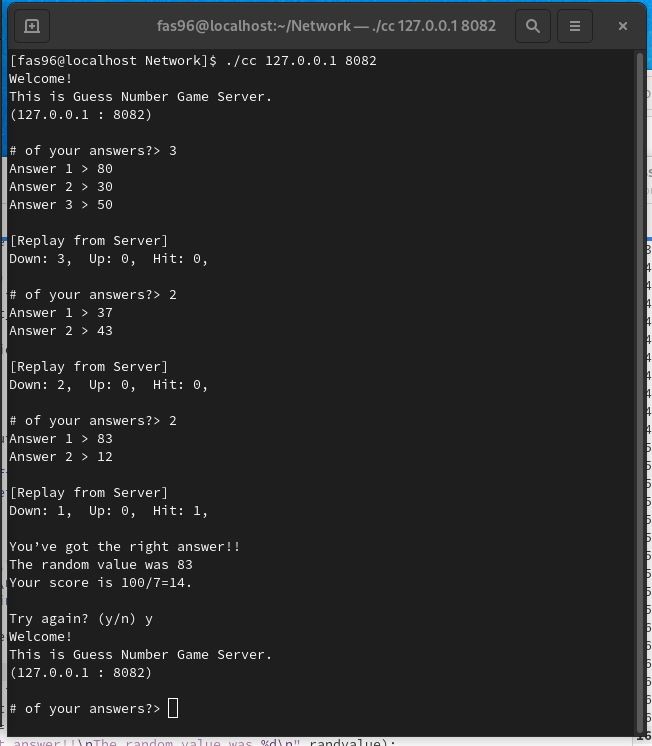 fas96@localhost:~/Network — ./cc 127.0.0.1 8082
[fas96@localhost Network]$ ./cc 127.0.0.1 8082
Welcome!
This is Guess Number Game Server.
(127.0.0.1 : 8082)
# of your answers?> 3
Answer 1 > 80
Answer 2 > 30
Answer 3 > 50
[Replay from Server]
Down: 3,  Up: 0,  Hit: 0,
# of your answers?> 2
Answer 1 > 37
Answer 2 > 43
[Replay from Server]
Down: 2,  Up: 0,  Hit: 0,
# of your answers?> 2
Answer 1 > 83
Answer 2 > 12
[Replay from Server]
Down: 1,  Up: 0,  Hit: 1,
You’ve got the right answer!!
The random value was 83
Your score is 100/7=14.
Try again? (y/n) y
Welcome!
This is Guess Number Game Server.
(127.0.0.1 : 8082)
# of your answers?>
answer!!\nThe random value was %d\n" randvalue);